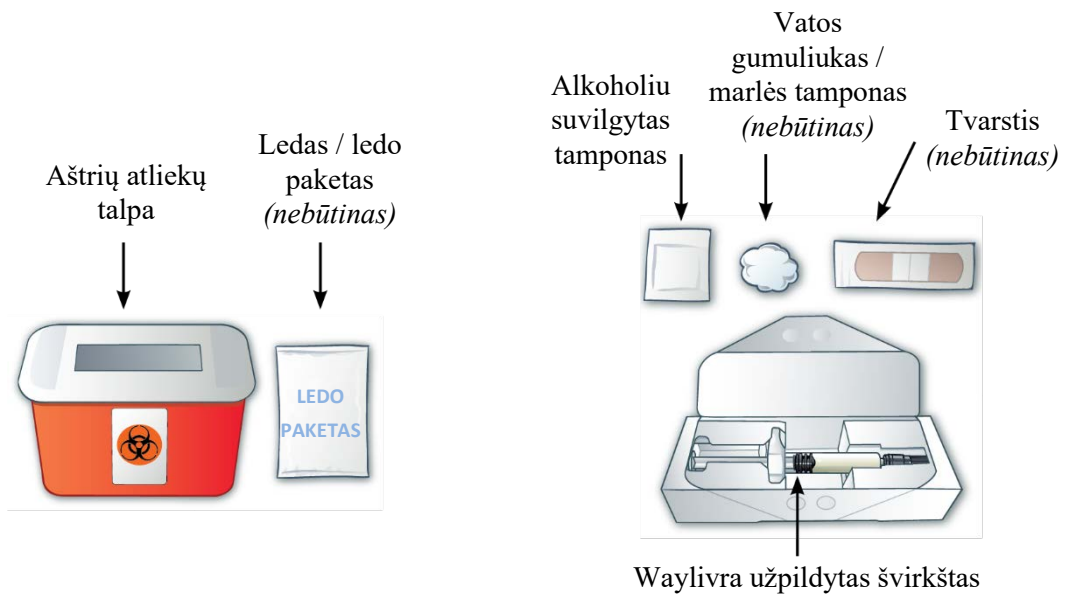 Aštrių atliekų
talpa
Ledas / ledo
paketas
(nebūtinas)
LEDO
PAKETAS
Alkoholiu
suvilgytas
tamponas
Vatos
gumuliukas /
marlės tamponas
(nebūtinas)
Tvarstis
(nebūtinas)
Waylivra užpildytas švirkštas